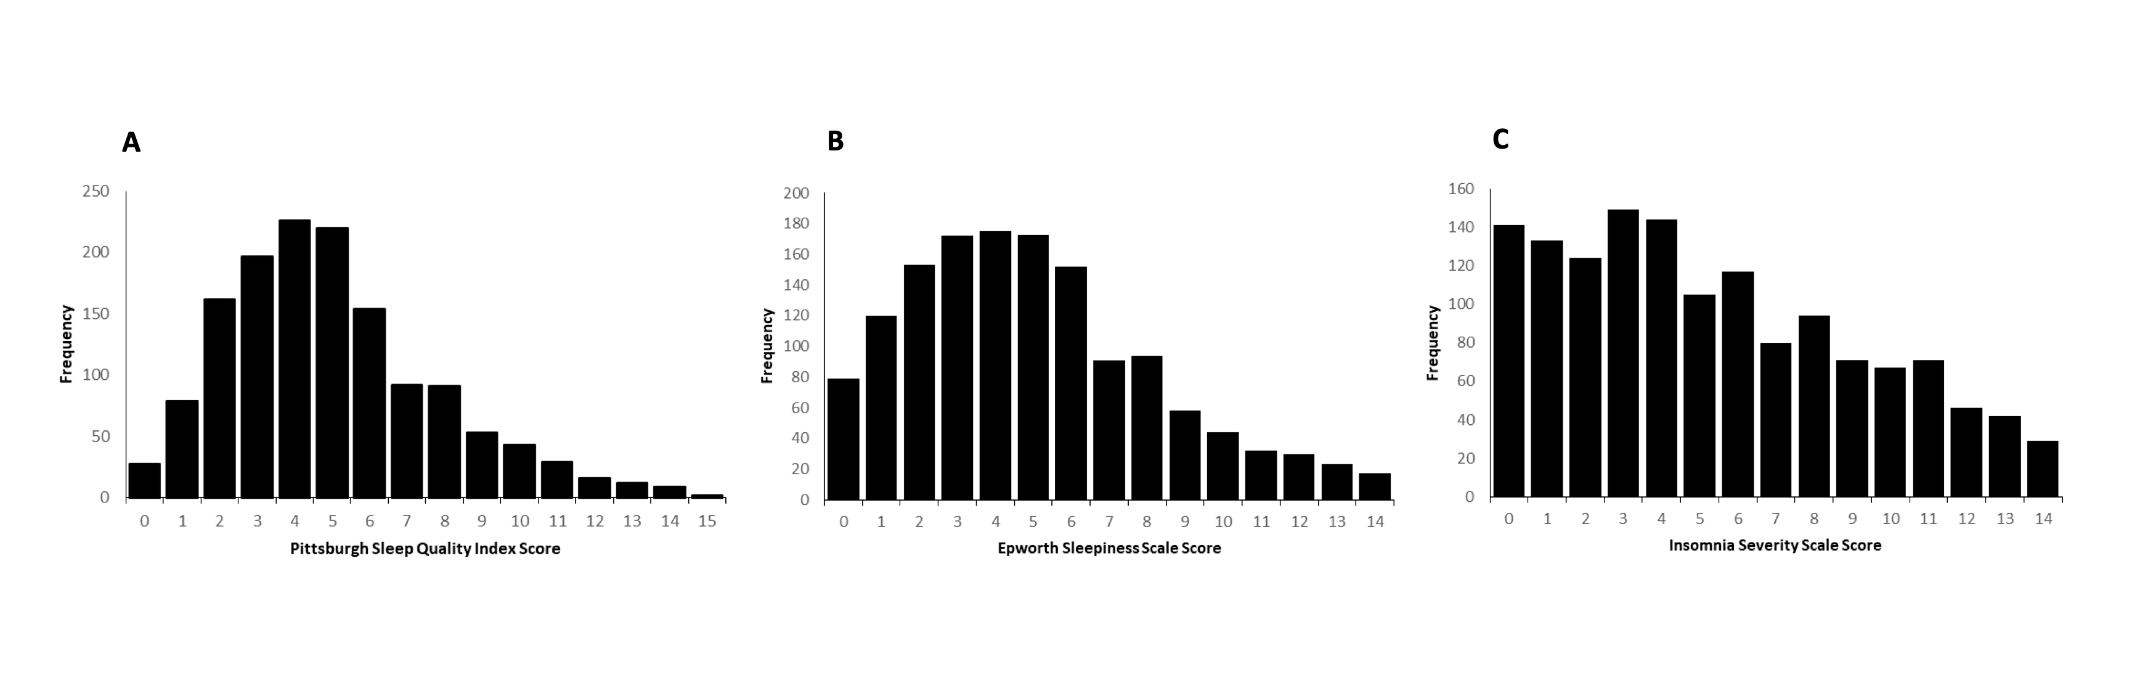 A
250
200
150
100
50
0
Frequency
0 1 2 3 4 5 6 7 8 9 10 11 12 13 14 15
Pittsburgh Sleep Quality Index Score
B
200
180
160
140
120
100
80
60
40
20
0
Frequency
0 1 2 3 4 5 6 7 8 9 10 11 12 13 14
Epworth Sleepiness Scale Score
C
160
140
120
100
80
60
40
20
0
Frequency
0 1 2 3 4 5 6 7 8 9 10 11 12 13 14
Insomnia Severity Scale Score